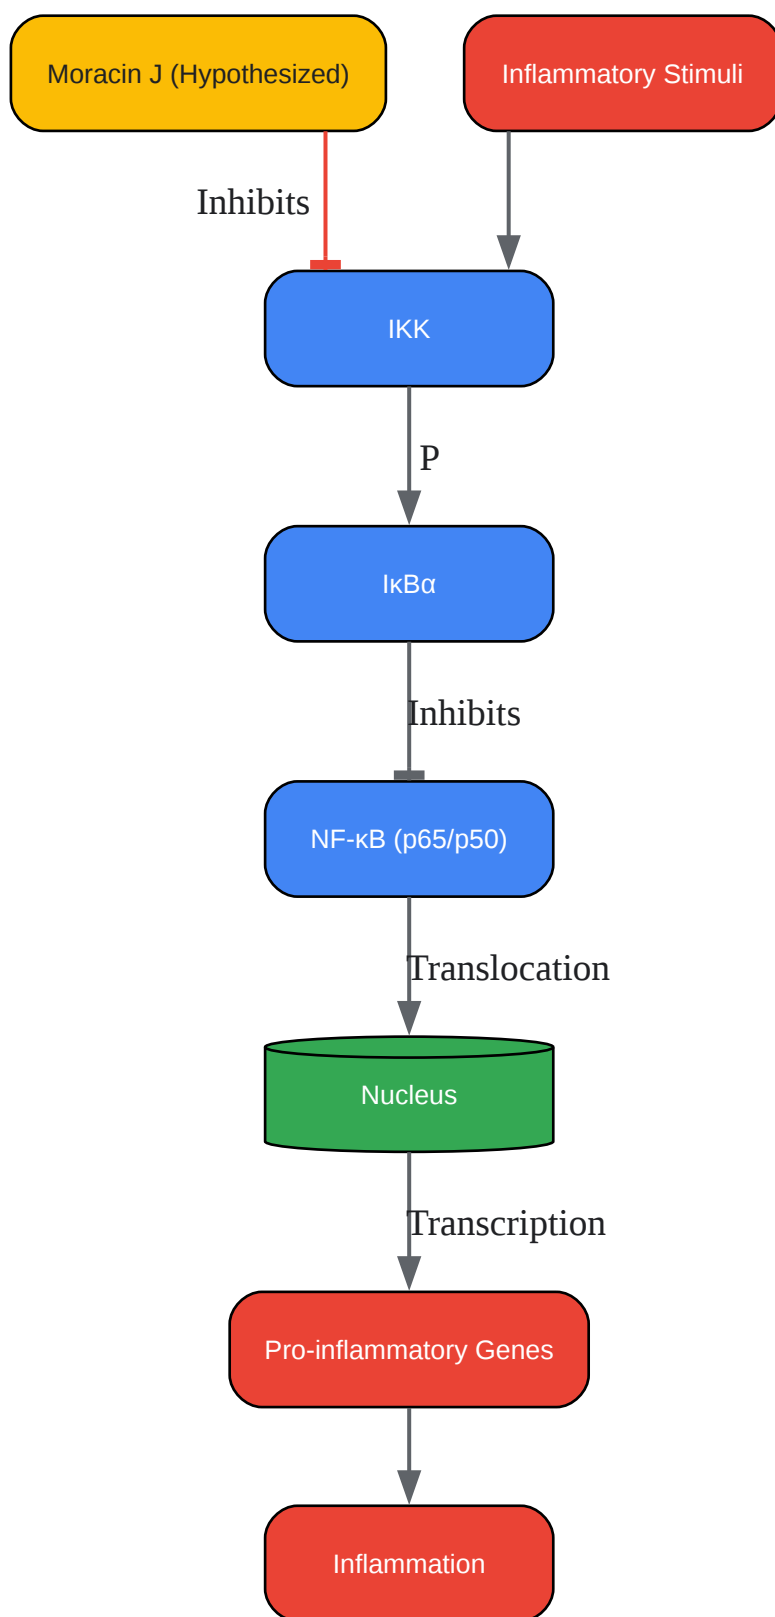 Moracin J (Hypothesized)
Inflammatory Stimuli
Inhibits
IKK
P
IκBα
Inhibits
NF-κB (p65/p50)
Translocation
Nucleus
Transcription
Pro-inflammatory Genes
Inflammation